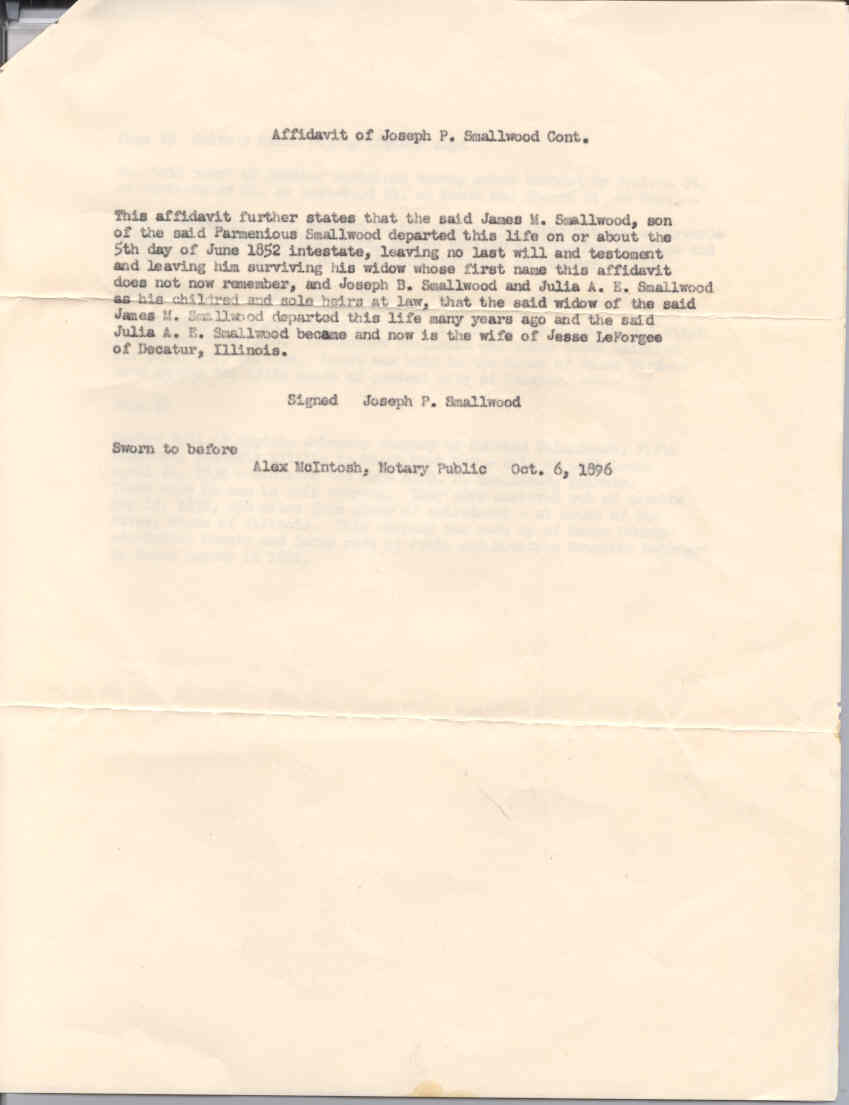 Affidavit of Joseph P. Smallwood Cont.
This affidavit further states that the said James M. Smallwood, son
of the said Parmenious Smallwood departed this life on or about the
5th day of June 1852 intestate, leaving no last will and testoment
and leaving him surviving his widow whose first name this affidavit
does not now remember, and Joseph B. Smallwood and Julia A. E. Smallwood
as his childred and sole heirs at law, that the said widow of the said
James M. Smallwood departed this life many years ago and the said
Julia A. E. Smallwood became and now is the wife of Jesse LeForgee
of Decatur, Illinois.
Signed Joseph P. Smallwood
Sworn to before
Alex McIntosh, Notary Public Oct. 6, 1896